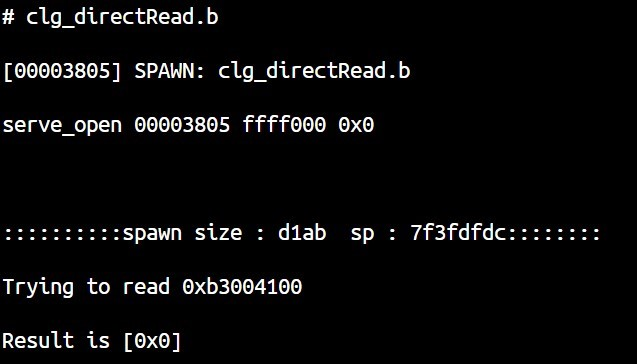 # clg_directRead.b
[00003805] SPAWN: clg_directRead.b
serve_open 00003805 ffff000 0x0
::::::::::spawn size : d1ab  sp : 7f3fdfdc::::::::
Trying to read 0xb3004100
Result is [0x0]